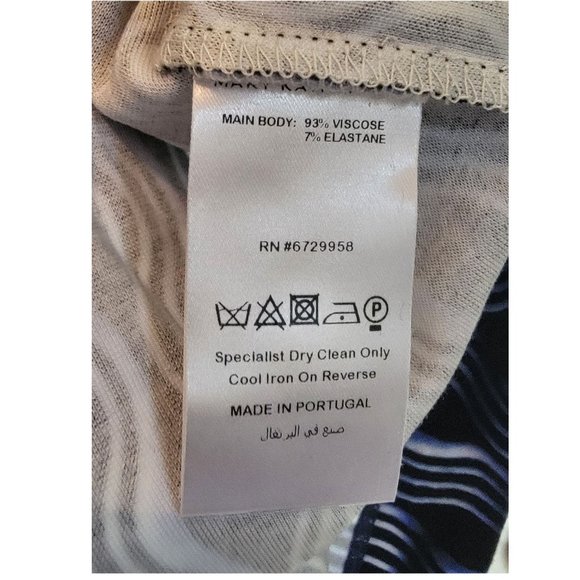 MAIN BODY: 93% VISCOSE
7% ELASTANE
RN #6729958
P
Specialist Dry Clean Only
Cool Iron On Reverse
MADE IN PORTUGAL
صنع في البرتغال